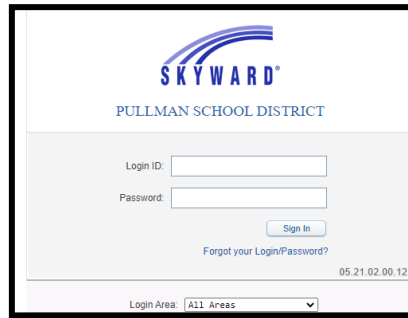 SKYWARD®
PULLMAN SCHOOL DISTRICT
Login ID:
Password:
Sign In
Forgot your Login/Password?
05.21.02.00.12
Login Area: All Areas